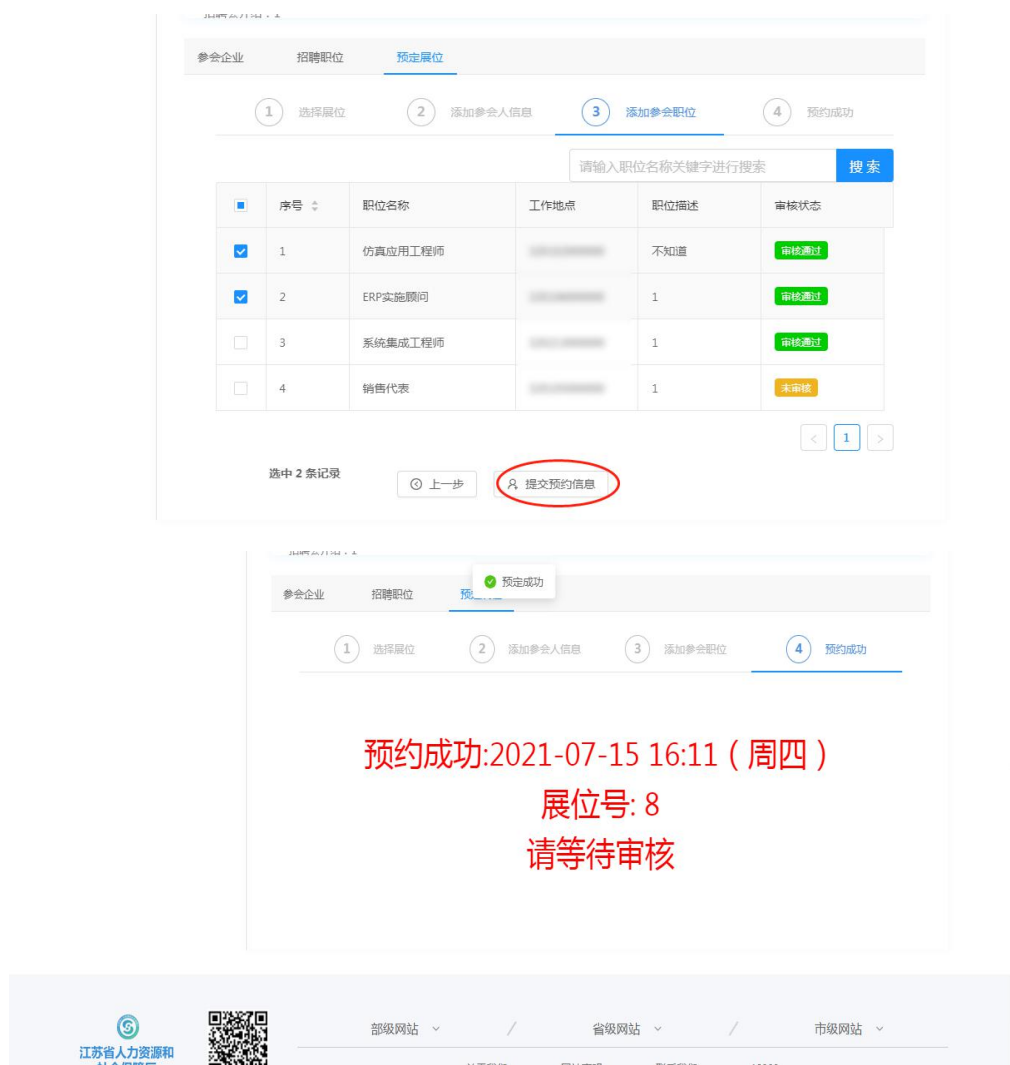 参会企业 招聘职位 预定展位
1 选择展位 2 添加参会人信息 3 添加参会职位 4 预约成功
请输入职位名称关键字进行搜索 搜索
序号 职位名称 工作地点 职位描述 审核状态
1 仿真应用工程师 不知道 审核通过
2 ERP实施顾问 1 审核通过
3 系统集成工程师 1 审核通过
4 销售代表 1 未审核
< 1 >
选中 2 条记录 上一步 提交预约信息
预定成功
参会企业 招聘职位
1 选择展位 2 添加参会人信息 3 添加参会职位 4 预约成功
预约成功:2021-07-15 16:11 ( 周四 )
展位号: 8
请等待审核
部级网站 / 省级网站 / 市级网站
江苏省人力资源和